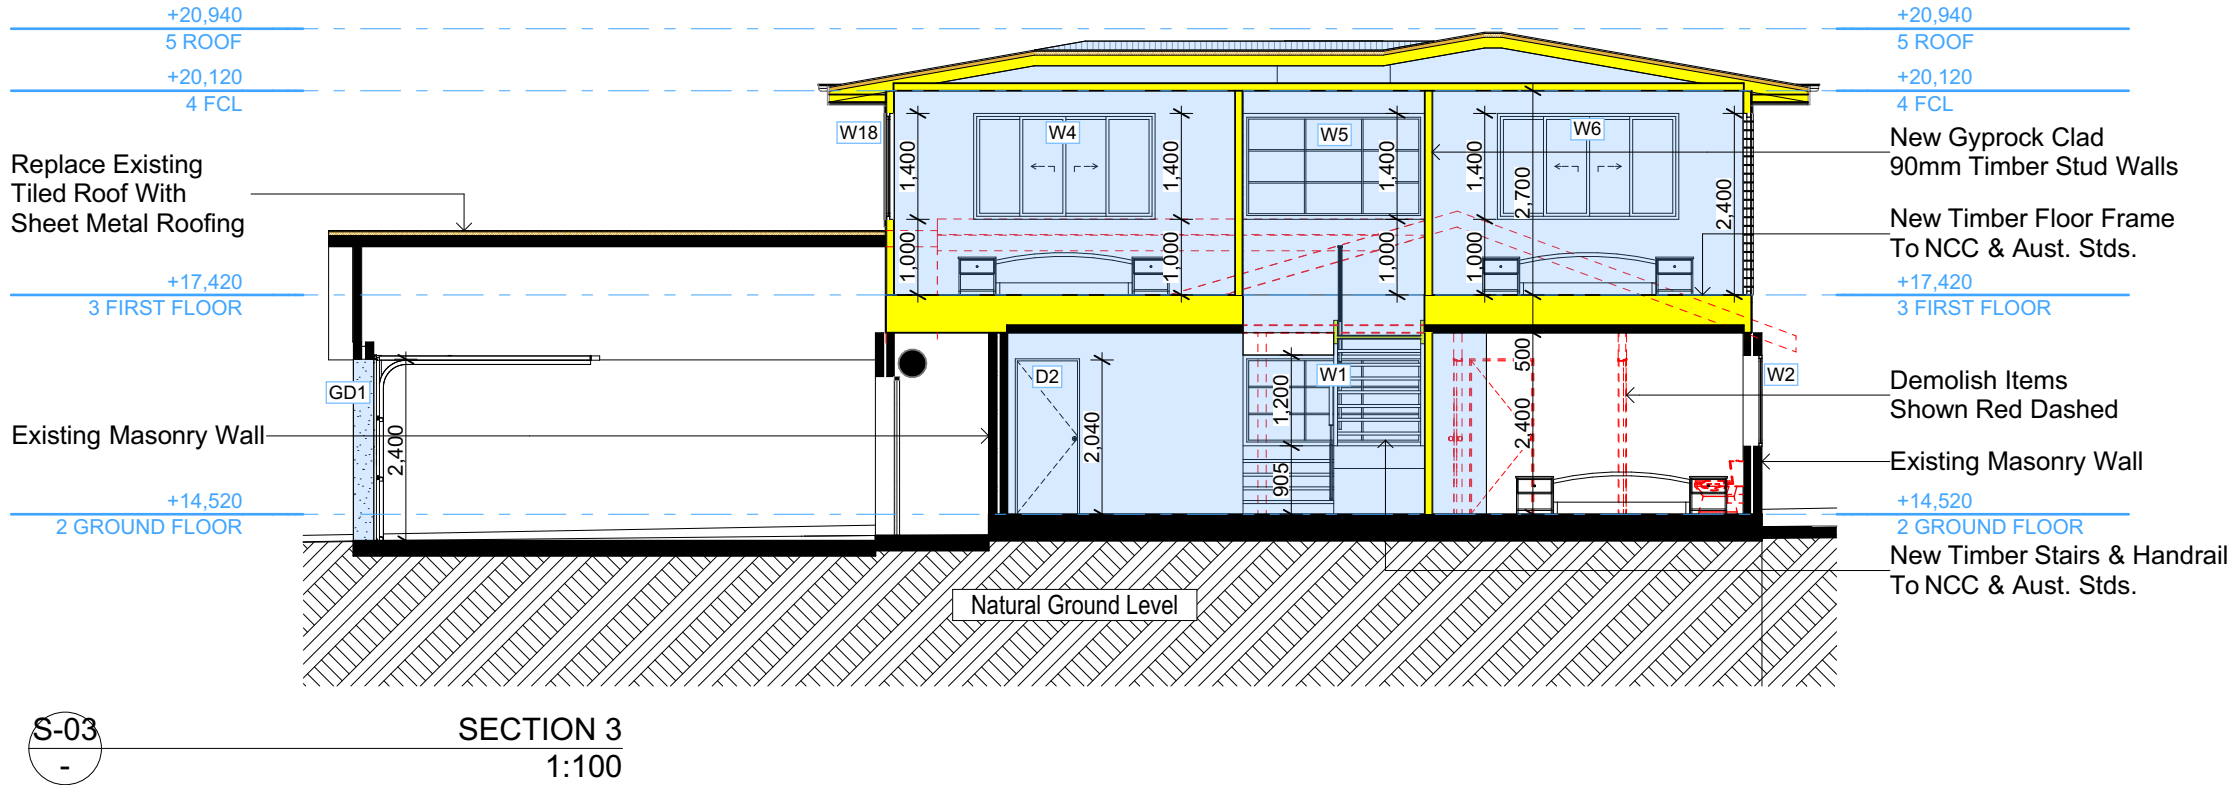 +20,940
5 ROOF
+20,120
4 FCL
Replace Existing
Tiled Roof With
Sheet Metal Roofing
+17,420
3 FIRST FLOOR
Existing Masonry Wall
+14,520
2 GROUND FLOOR
W18
W4
W5
W6
1,400
1,400
1,400
1,400
2,700
2,400
1,000
1,000
1,000
1,000
GD1
2,400
D2
2,040
W1
1,200
905
500
2,400
W2
+20,940
5 ROOF
+20,120
4 FCL
New Gyprock Clad
90mm Timber Stud Walls
New Timber Floor Frame
To NCC & Aust. Stds.
+17,420
3 FIRST FLOOR
Demolish Items
Shown Red Dashed
Existing Masonry Wall
+14,520
2 GROUND FLOOR
New Timber Stairs & Handrail
To NCC & Aust. Stds.
Natural Ground Level
S-03
-
SECTION 3
1:100